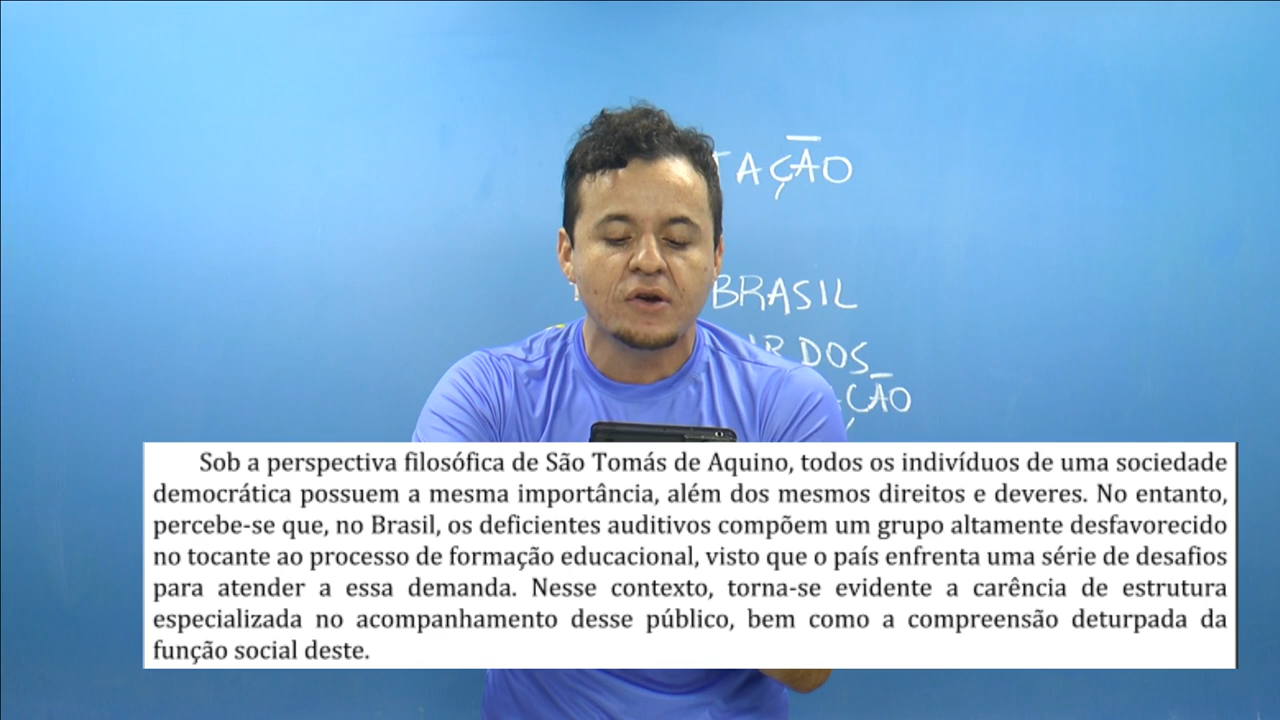 TAÇÃO
BRASIL
DOS
ÇÃO
Sob a perspectiva filosófica de São Tomás de Aquino, todos os indivíduos de uma sociedade
democrática possuem a mesma importância, além dos mesmos direitos e deveres. No entanto,
percebe-se que, no Brasil, os deficientes auditivos compõem um grupo altamente desfavorecido
no tocante ao processo de formação educacional, visto que o país enfrenta uma série de desafios
para atender a essa demanda. Nesse contexto, torna-se evidente a carência de estrutura
especializada no acompanhamento desse público, bem como a compreensão deturpada da
função social deste.